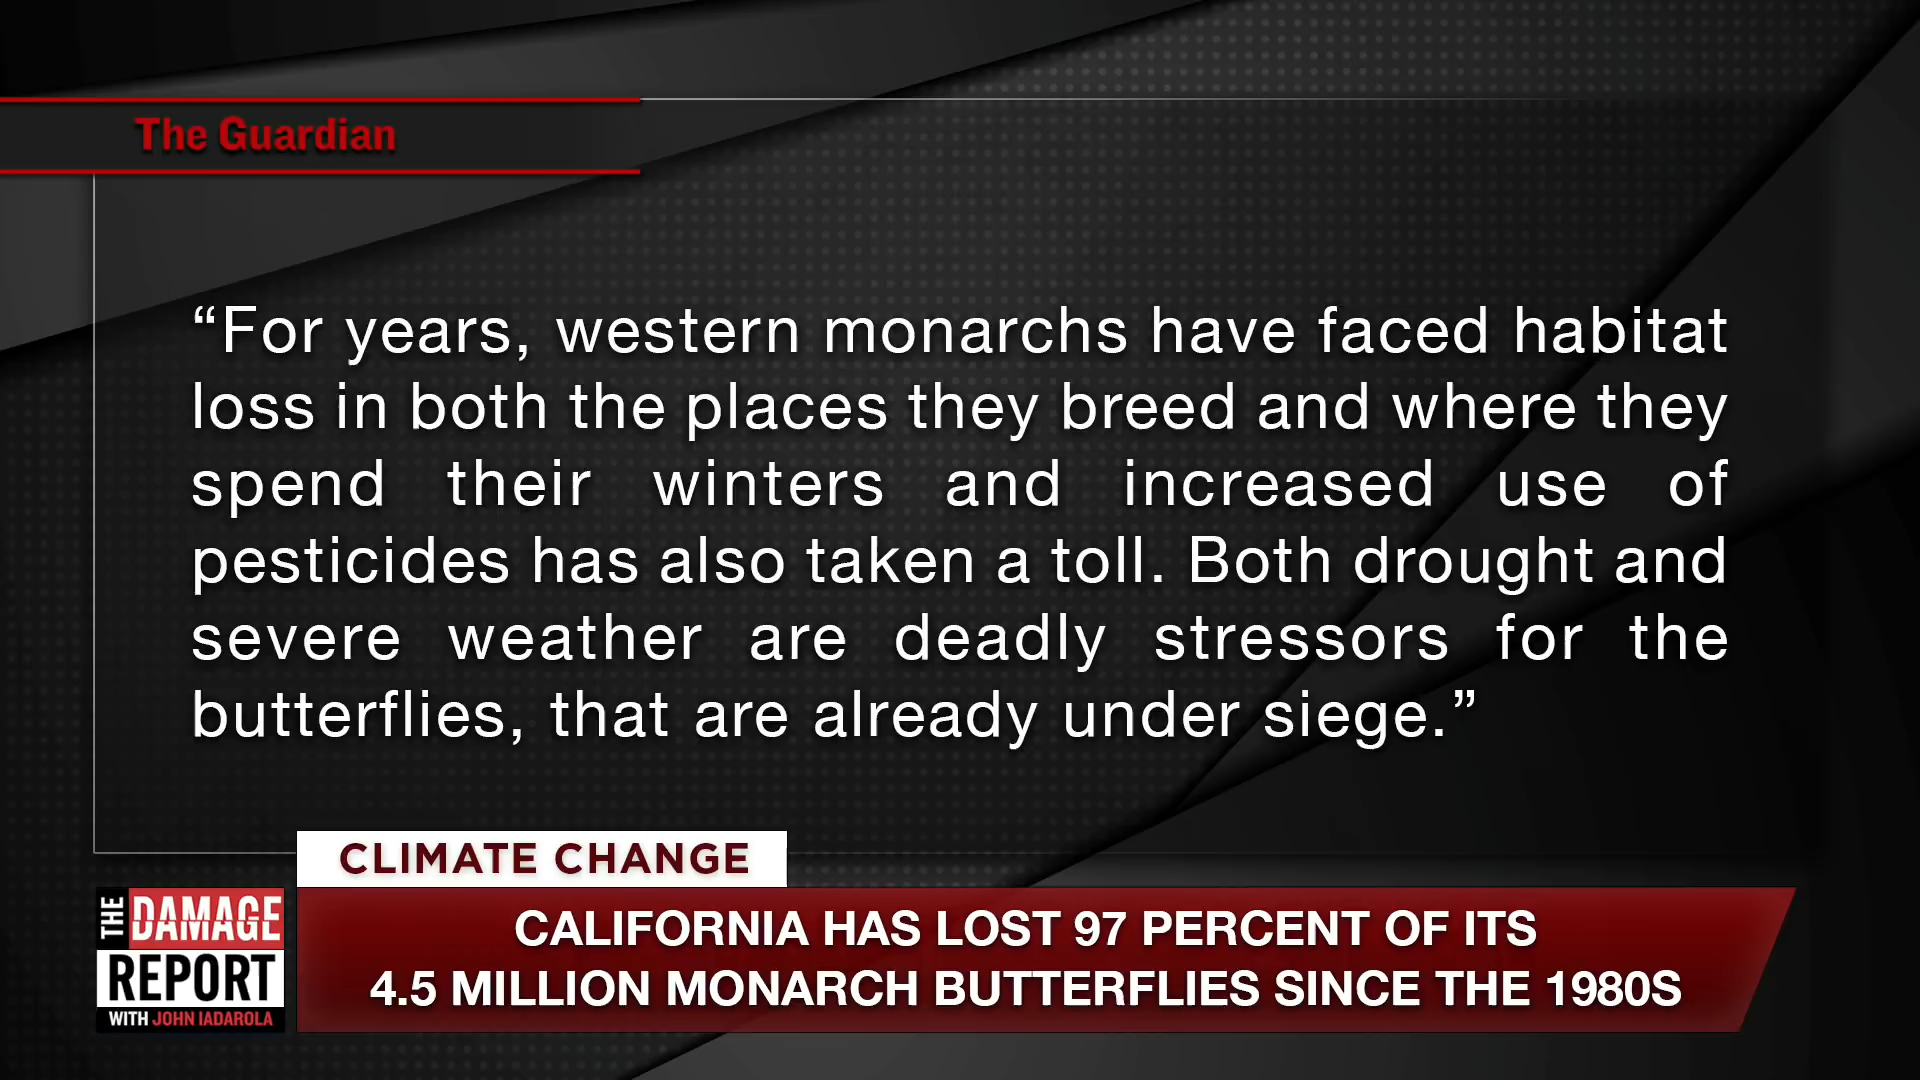 The Guardian
“For years, western monarchs have faced habitat
loss in both the places they breed and where they
spend their winters and increased use of
pesticides has also taken a toll. Both drought and
severe weather are deadly stressors for the
butterflies, that are already under siege.”
CLIMATE CHANGE
CALIFORNIA HAS LOST 97 PERCENT OF ITS
4.5 MILLION MONARCH BUTTERFLIES SINCE THE 1980S
THE DAMAGE
REPORT
WITH JOHN IADAROLA